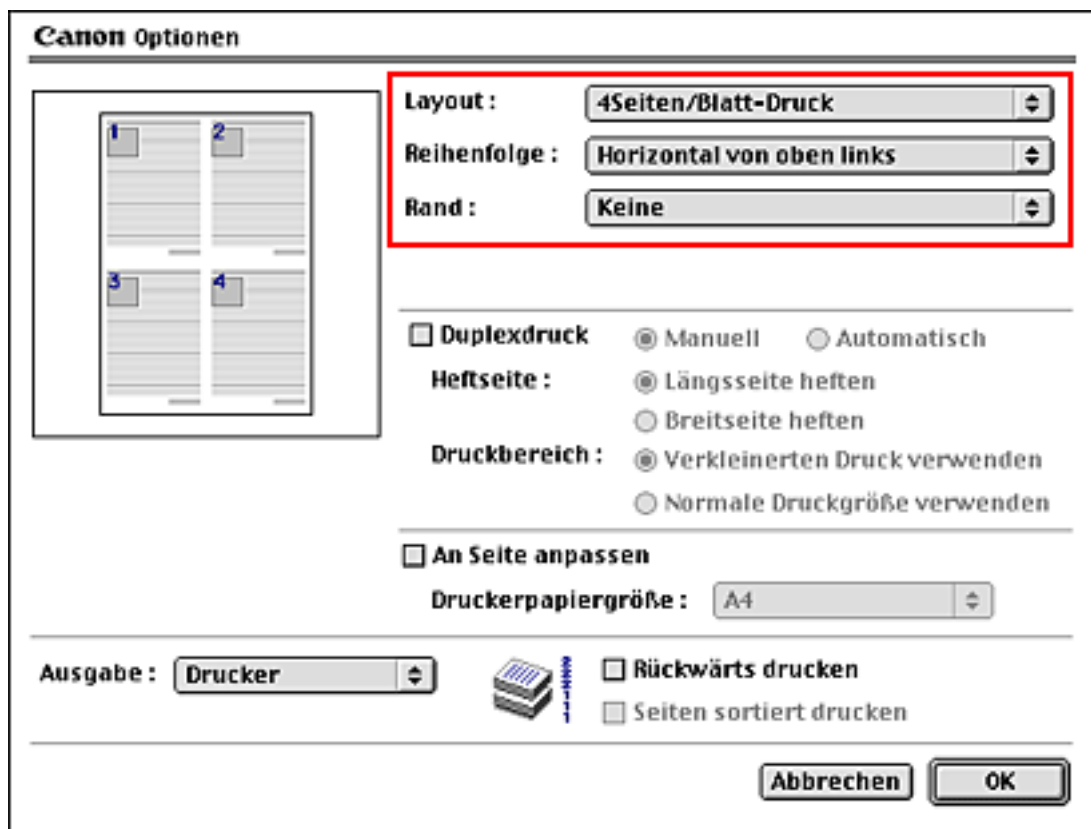 Canon Optionen
Layout : 4Seiten/Blatt-Druck
Reihenfolge : Horizontal von oben links
Rand : Keine
1 2
3 4
Duplexdruck Manuell Automatisch
Heftseite : Längsseite heften
Breitseite heften
Druckbereich : Verkleinerten Druck verwenden
Normale Druckgröße verwenden
An Seite anpassen
Druckerpapiergröße : A4
Ausgabe : Drucker
Rückwärts drucken
Seiten sortiert drucken
Abbrechen OK